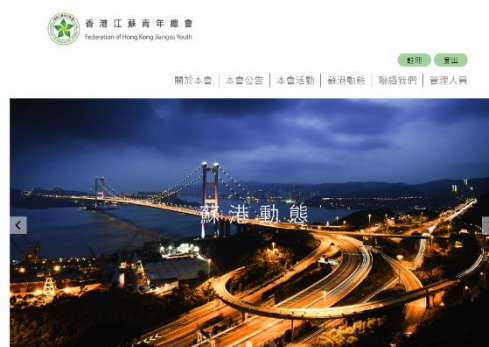 香港江蘇青年總會
Federation of Hong Kong Jiangsu Youth
註冊 登出
關於本會 本會公告 本會活動 蘇港動態 聯絡我們 管理人員
蘇港動態